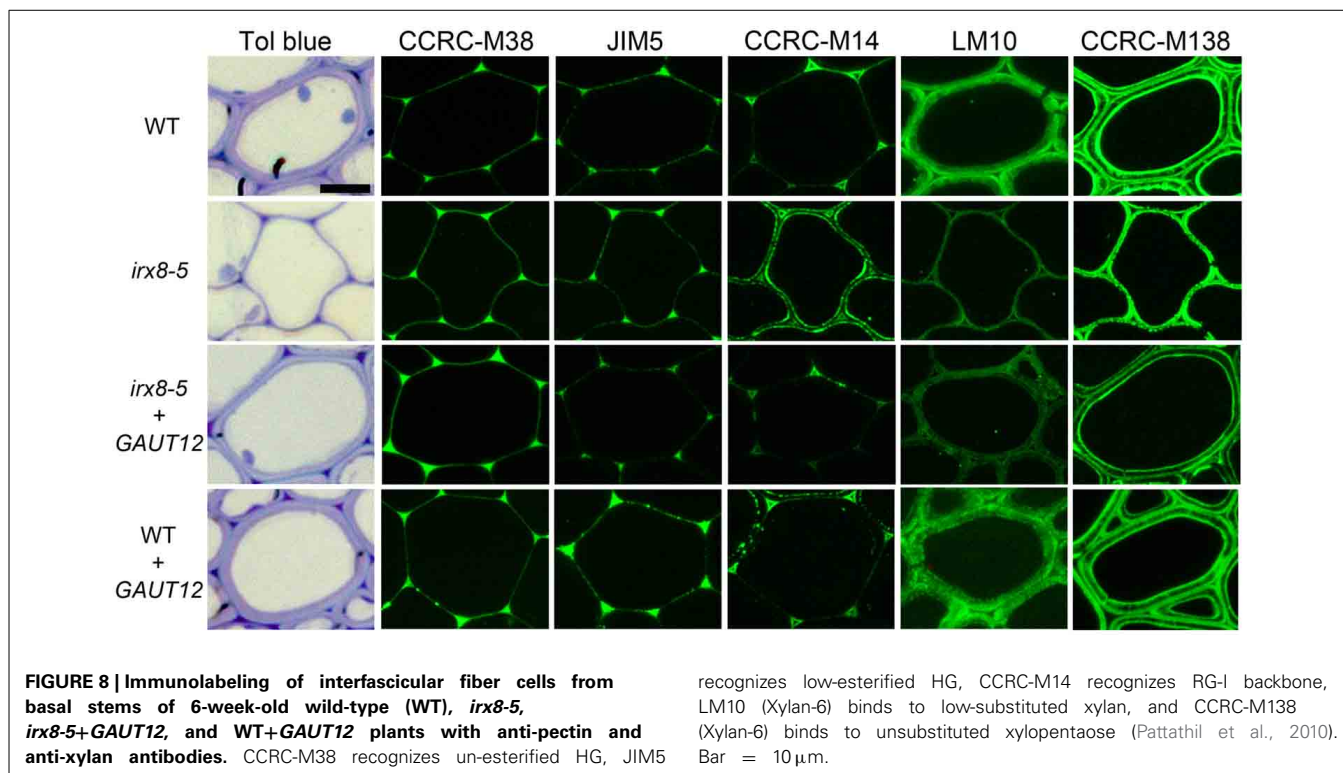 Tol blue CCRC-M38 JIM5 CCRC-M14 LM10 CCRC-M138
WT
irx8-5
irx8-5
+
GAUT12
WT
+
GAUT12
FIGURE 8 | Immunolabeling of interfascicular fiber cells from
basal stems of 6-week-old wild-type (WT), irx8-5,
irx8-5+GAUT12, and WT+GAUT12 plants with anti-pectin and
anti-xylan antibodies. CCRC-M38 recognizes un-esterified HG, JIM5
recognizes low-esterified HG, CCRC-M14 recognizes RG-I backbone,
LM10 (Xylan-6) binds to low-substituted xylan, and CCRC-M138
(Xylan-6) binds to unsubstituted xylopentaose (Pattathil et al., 2010).
Bar = 10 μm.